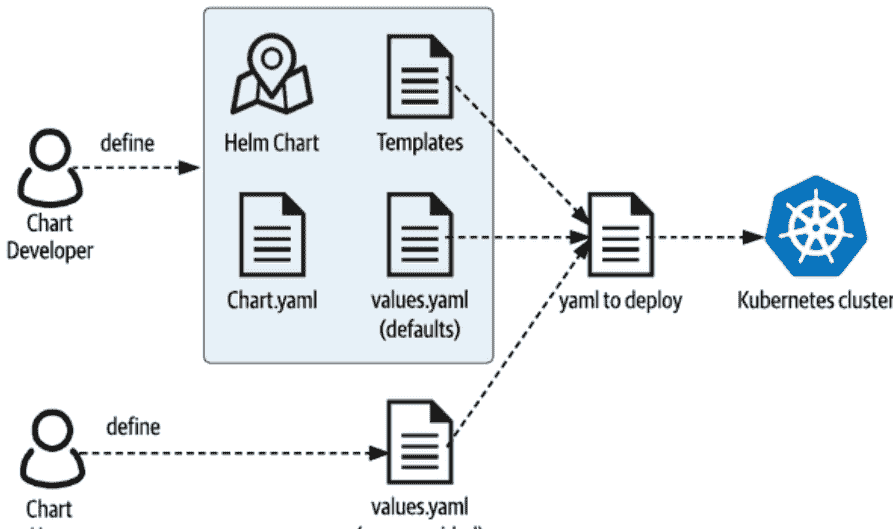 define
Helm Chart
Templates
Chart
Developer
Chart.yaml
values.yaml
(defaults)
yaml to deploy
Kubernetes cluster
define
Chart
values.yaml